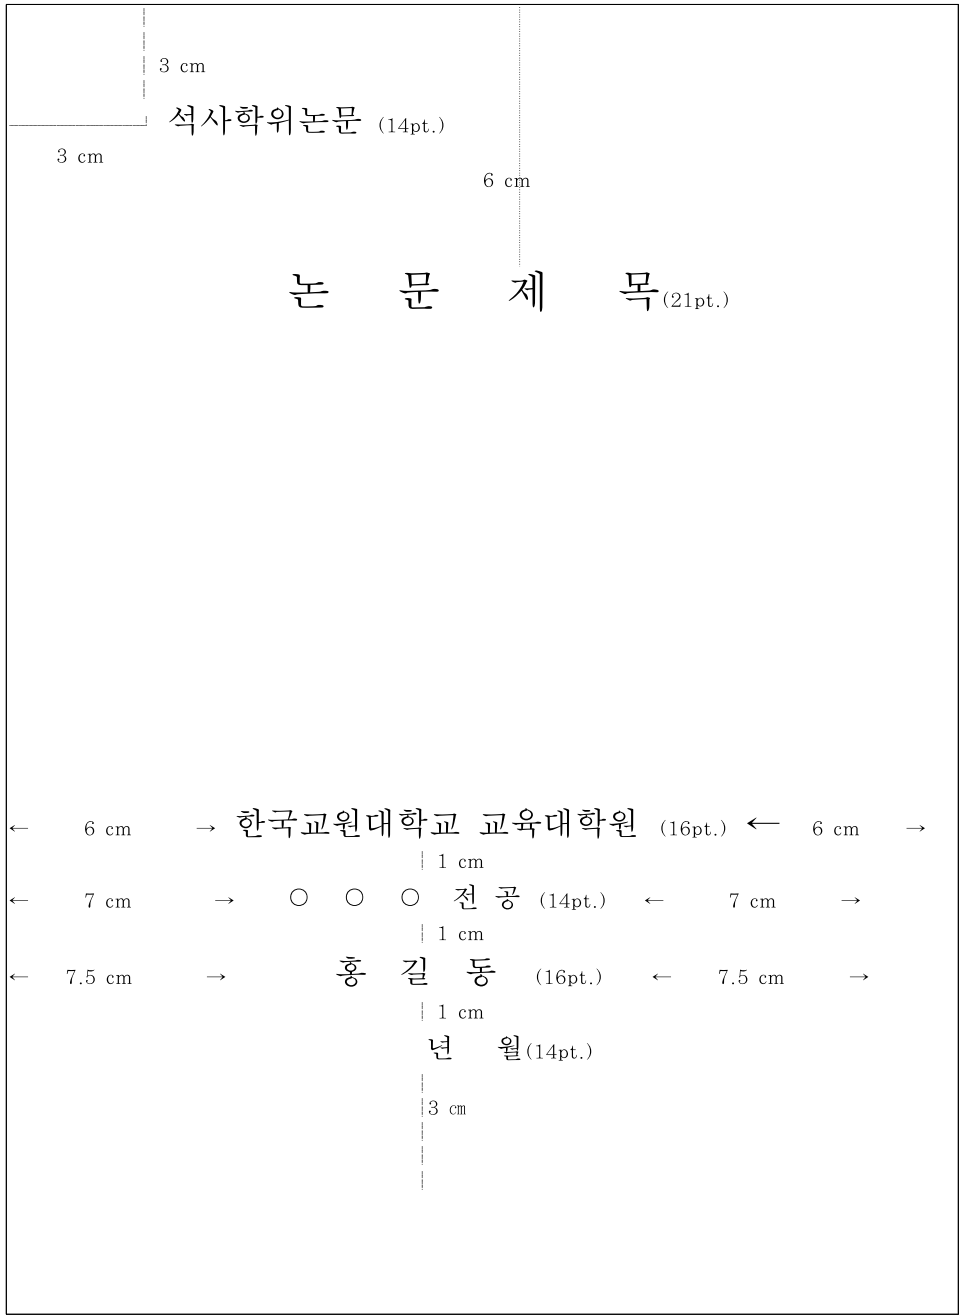 3 cm
석사학위논문 (14pt.)
3 cm
6 cm
논 문 제 목(21pt.)
← 6 cm → 한국교원대학교 교육대학원 (16pt.) ← 6 cm →
1 cm
← 7 cm → ○ ○ ○ 전 공 (14pt.) ← 7 cm →
1 cm
← 7.5 cm → 홍 길 동 (16pt.) ← 7.5 cm →
1 cm
년 월(14pt.)
3 ㎝